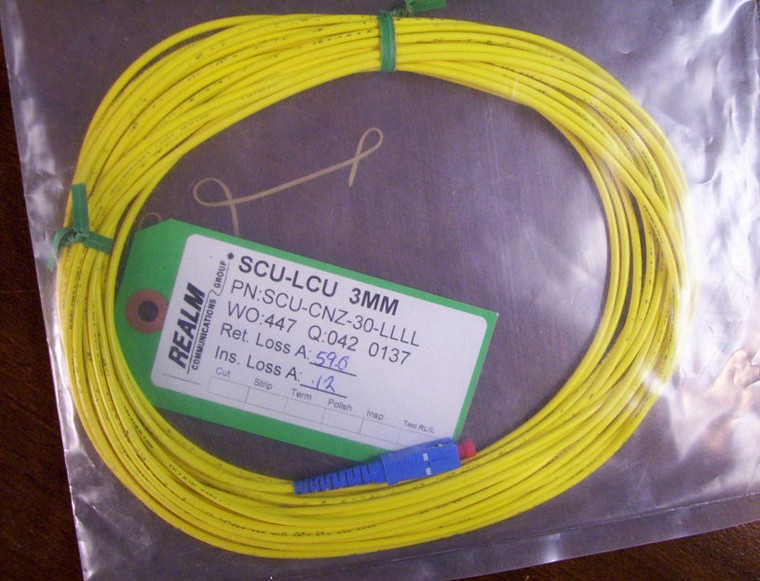 REALM
COMMUNICATIONS GROUP
SCU-LCU 3MM
PN:SCU-CNZ-30-LLLL
WO:447 Q:042 0137
Ret. Loss A: 59.0
Ins. Loss A: .12
Cut Strip Term Polish Insp Test RL/IL